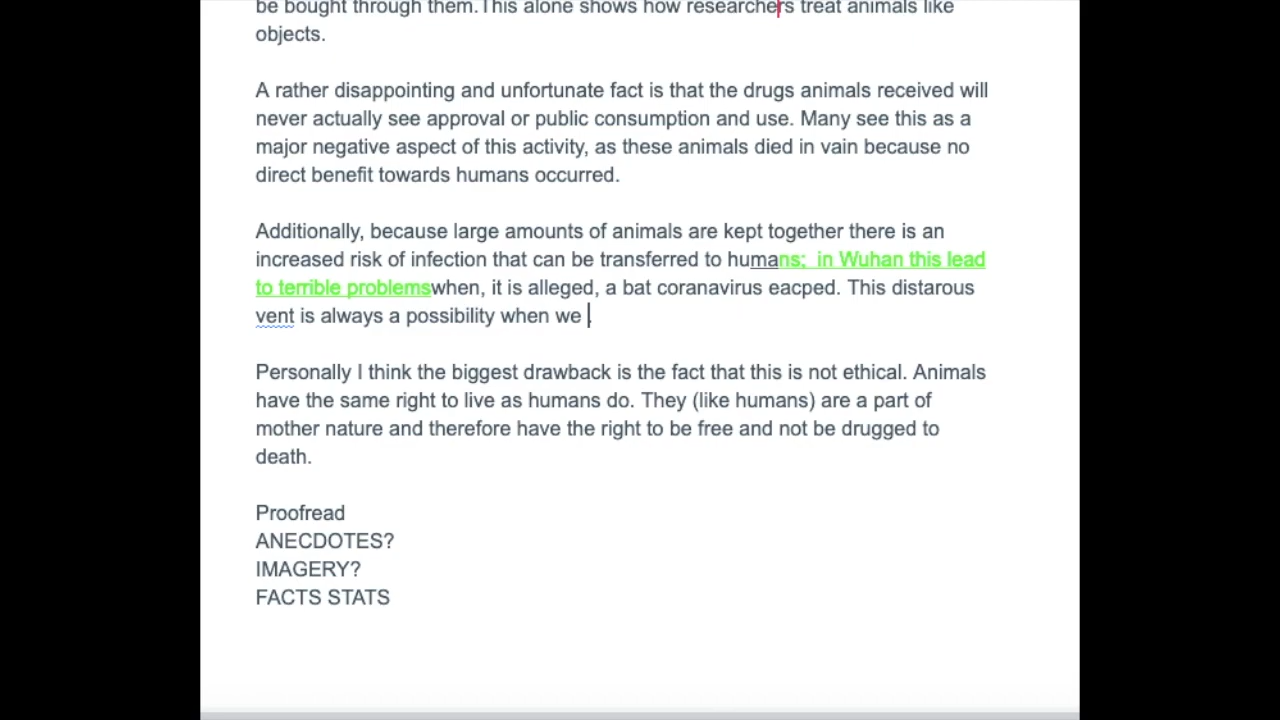 be bought through them. This alone shows how researchers treat animals like
objects.
A rather disappointing and unfortunate fact is that the drugs animals received will
never actually see approval or public consumption and use. Many see this as a
major negative aspect of this activity, as these animals died in vain because no
direct benefit towards humans occurred.
Additionally, because large amounts of animals are kept together there is an
increased risk of infection that can be transferred to humans;  in Wuhan this lead
to terrible problemswhen, it is alleged, a bat coranavirus eacped. This distarous
vent is always a possibility when we .
Personally I think the biggest drawback is the fact that this is not ethical. Animals
have the same right to live as humans do. They (like humans) are a part of
mother nature and therefore have the right to be free and not be drugged to
death.
Proofread
ANECDOTES?
IMAGERY?
FACTS STATS